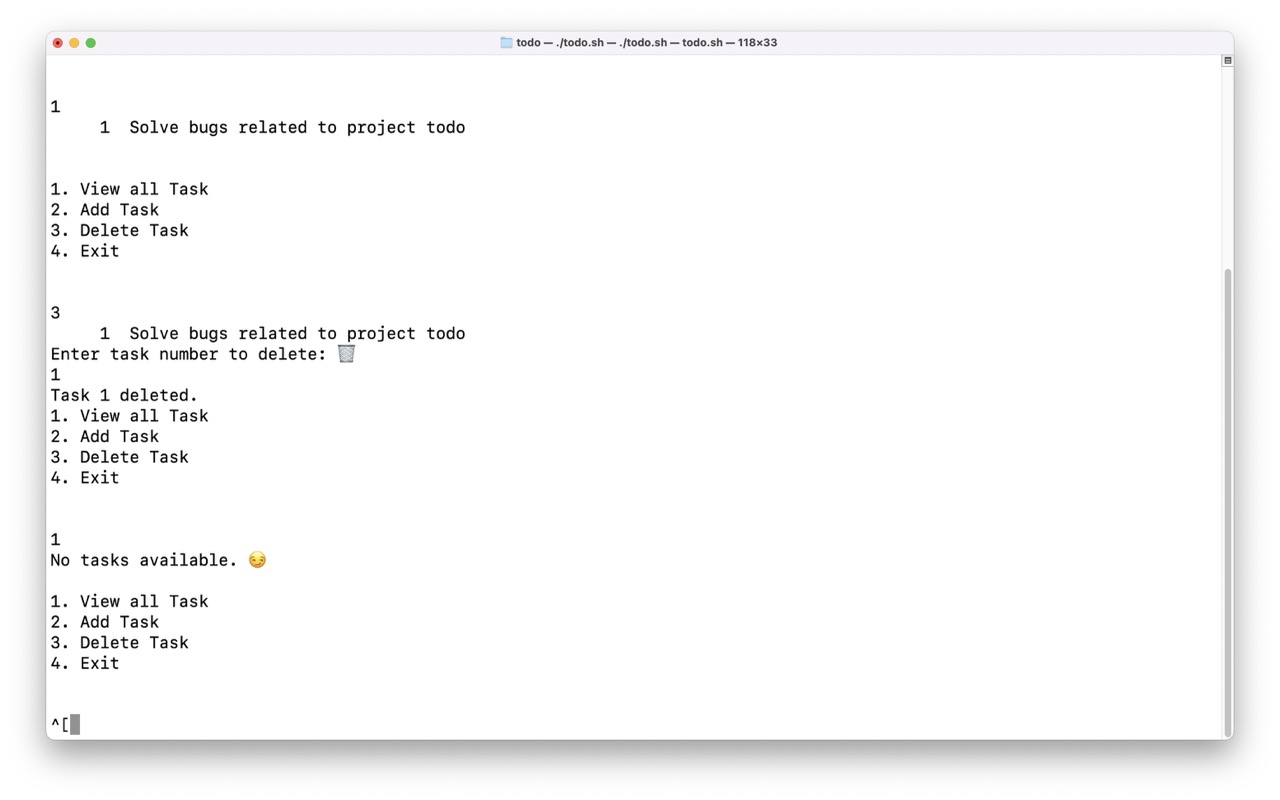 todo — ./todo.sh — ./todo.sh — todo.sh — 118×33
1
1  Solve bugs related to project todo
1. View all Task
2. Add Task
3. Delete Task
4. Exit
3
1  Solve bugs related to project todo
Enter task number to delete: 🗑️
1
Task 1 deleted.
1. View all Task
2. Add Task
3. Delete Task
4. Exit
1
No tasks available. 😏
1. View all Task
2. Add Task
3. Delete Task
4. Exit
^[